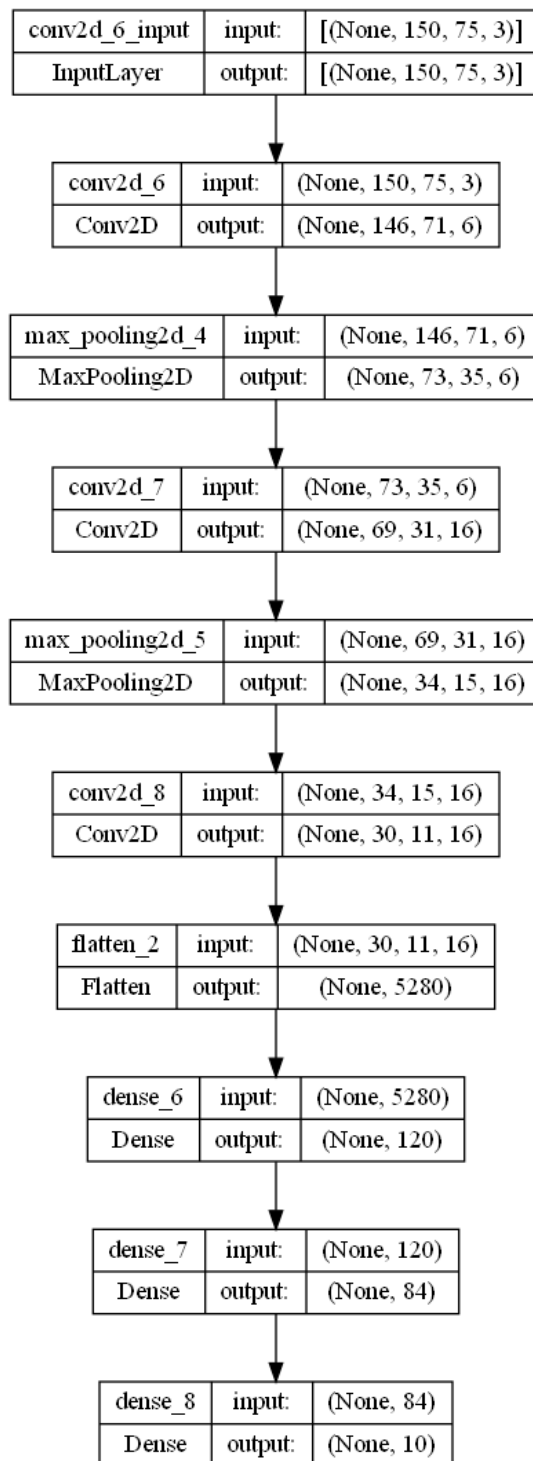 conv2d_6_input input: [(None, 150, 75, 3)]
InputLayer output: [(None, 150, 75, 3)]
conv2d_6 input: (None, 150, 75, 3)
Conv2D output: (None, 146, 71, 6)
max_pooling2d_4 input: (None, 146, 71, 6)
MaxPooling2D output: (None, 73, 35, 6)
conv2d_7 input: (None, 73, 35, 6)
Conv2D output: (None, 69, 31, 16)
max_pooling2d_5 input: (None, 69, 31, 16)
MaxPooling2D output: (None, 34, 15, 16)
conv2d_8 input: (None, 34, 15, 16)
Conv2D output: (None, 30, 11, 16)
flatten_2 input: (None, 30, 11, 16)
Flatten output: (None, 5280)
dense_6 input: (None, 5280)
Dense output: (None, 120)
dense_7 input: (None, 120)
Dense output: (None, 84)
dense_8 input: (None, 84)
Dense output: (None, 10)